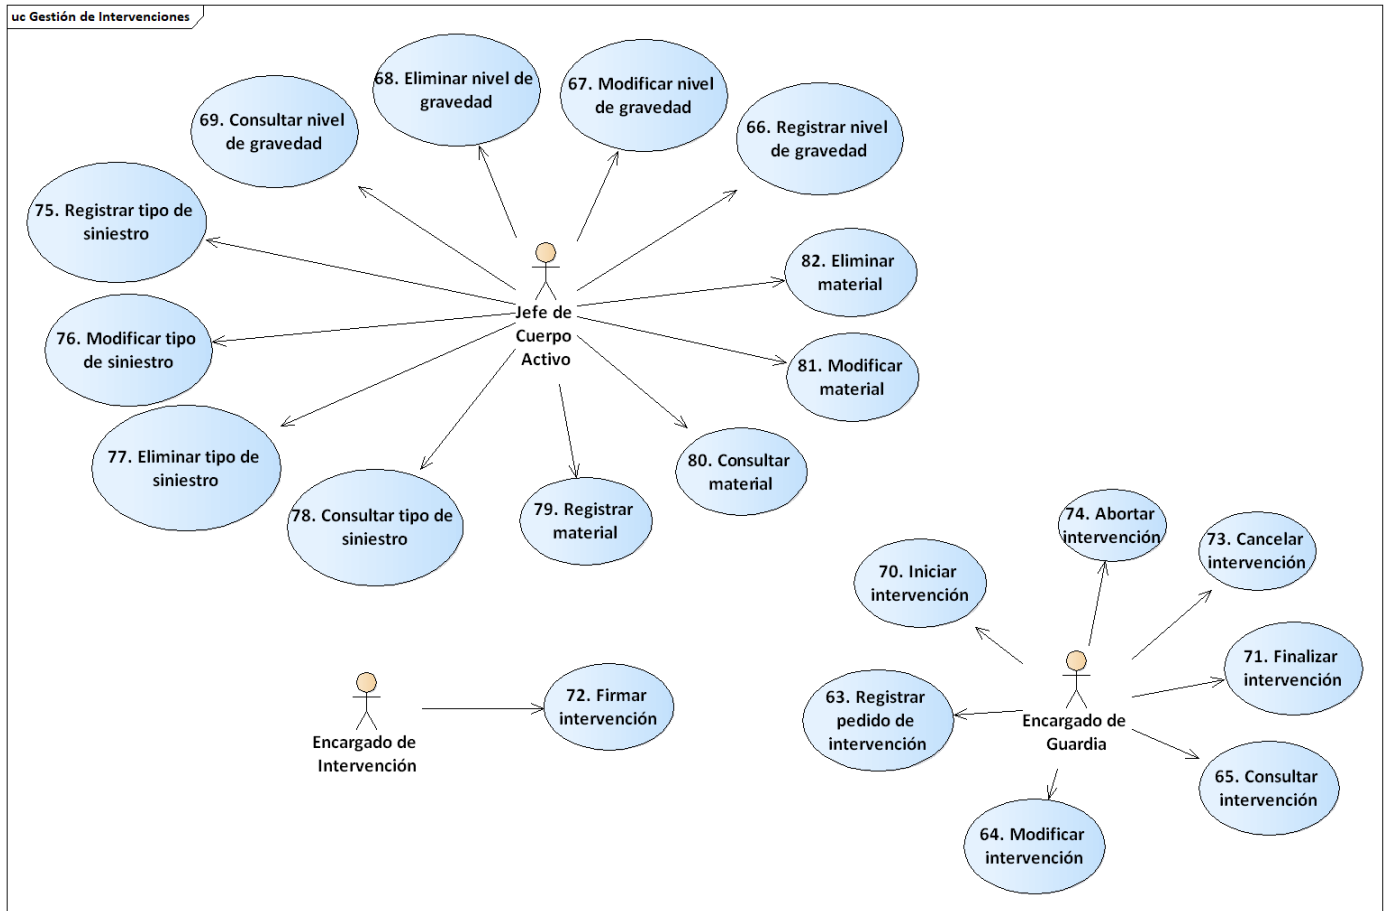 uc Gestión de Intervenciones
68. Eliminar nivel de
gravedad
67. Modificar nivel
de gravedad
69. Consultar nivel
de gravedad
66. Registrar nivel
de gravedad
75. Registrar tipo de
siniestro
82. Eliminar
material
Jefe de
Cuerpo
Activo
76. Modificar tipo
de siniestro
81. Modificar
material
77. Eliminar tipo de
siniestro
80. Consultar
material
78. Consultar tipo de
siniestro
79. Registrar
material
74. Abortar
intervención
73. Cancelar
intervención
70. Iniciar
intervención
71. Finalizar
intervención
72. Firmar
intervención
63. Registrar
pedido de
intervención
Encargado de
Guardia
Encargado de
Intervención
65. Consultar
intervención
64. Modificar
intervención